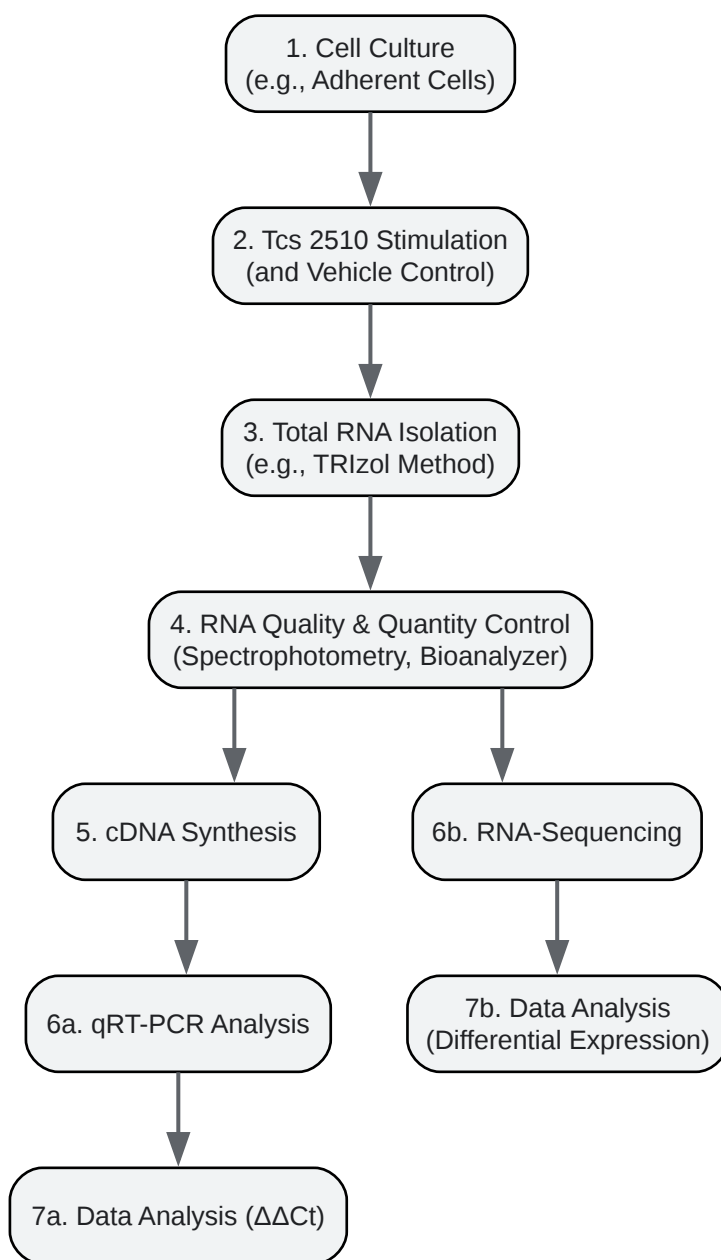 1. Cell Culture
(e.g., Adherent Cells)
2. Tcs 2510 Stimulation
(and Vehicle Control)
3. Total RNA Isolation
(e.g., TRIzol Method)
4. RNA Quality & Quantity Control
(Spectrophotometry, Bioanalyzer)
5. cDNA Synthesis
6b. RNA-Sequencing
6a. qRT-PCR Analysis
7b. Data Analysis
(Differential Expression)
7a. Data Analysis (ΔΔCt)